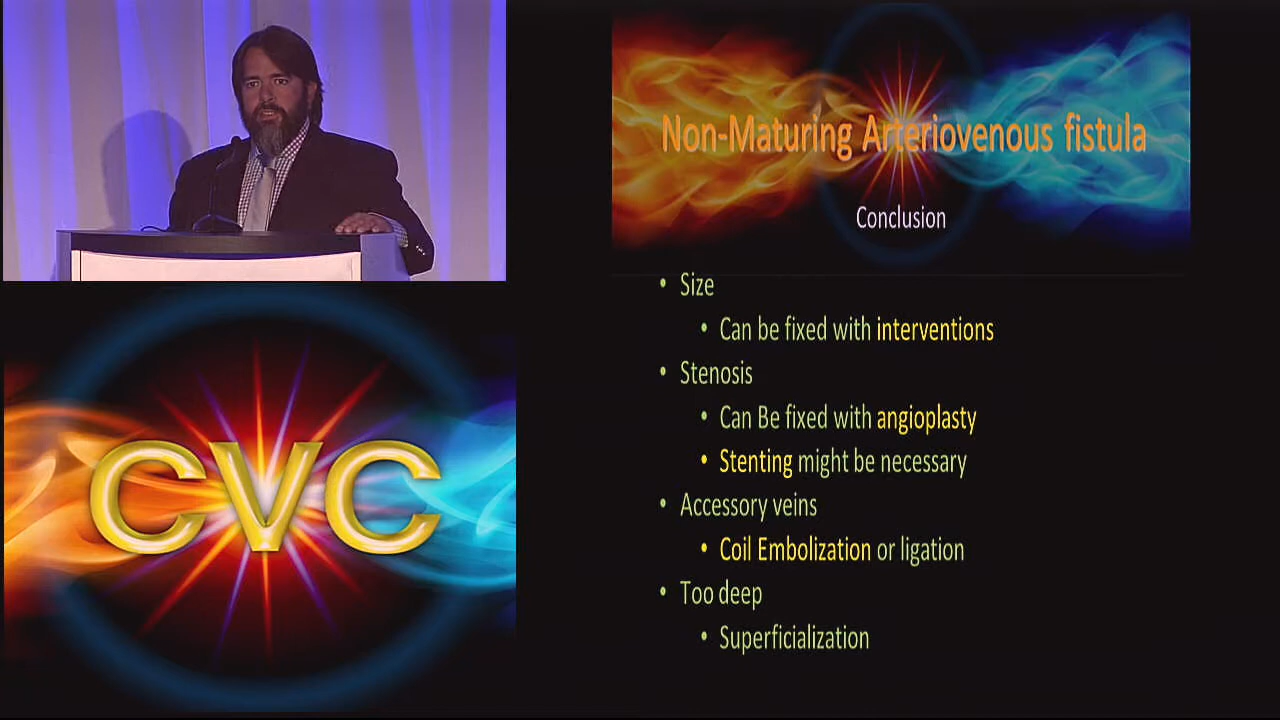 CVC
Non-Maturing Arteriovenous fistula
Conclusion
• Size
• Can be fixed with interventions
• Stenosis
• Can Be fixed with angioplasty
• Stenting might be necessary
• Accessory veins
• Coil Embolization or ligation
• Too deep
• Superficialization